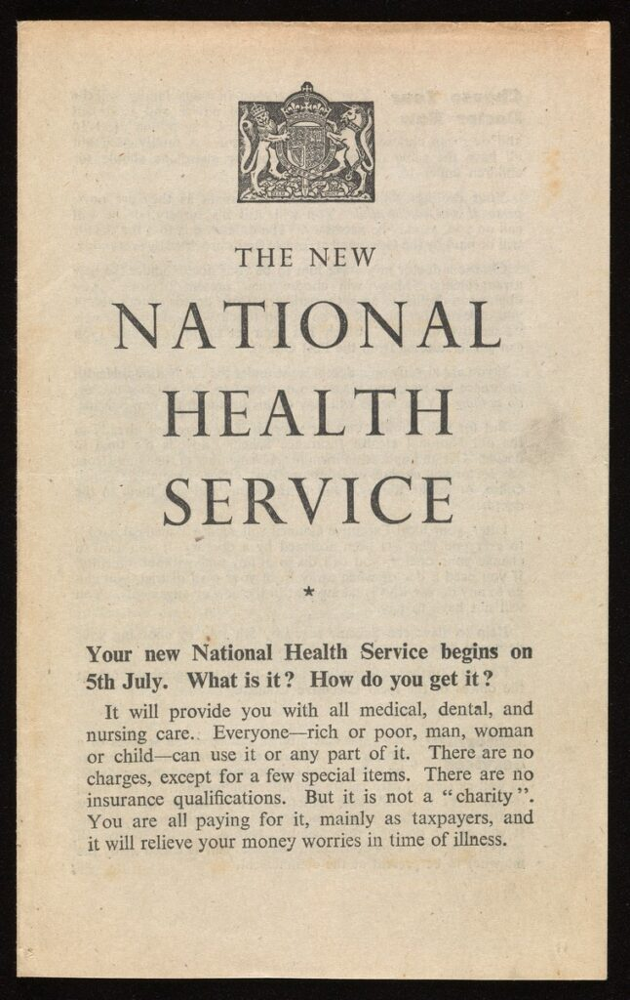 THE NEW
NATIONAL
HEALTH
SERVICE
*
Your new National Health Service begins on
5th July. What is it? How do you get it?
It will provide you with all medical, dental, and
nursing care. Everyone—rich or poor, man, woman
or child—can use it or any part of it. There are no
charges, except for a few special items. There are no
insurance qualifications. But it is not a “charity”.
You are all paying for it, mainly as taxpayers, and
it will relieve your money worries in time of illness.